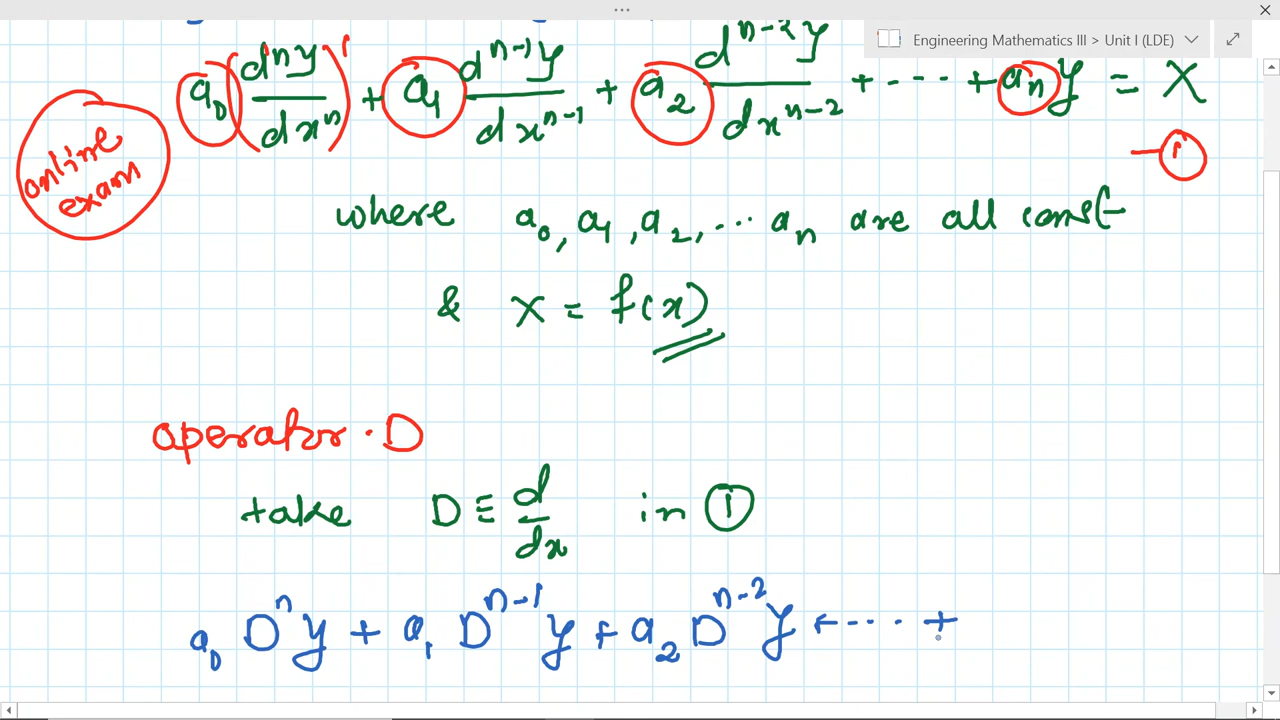 Engineering Mathematics III > Unit I (LDE)
a₀ (dⁿy/dxⁿ) + a₁ dⁿ⁻¹y/dxⁿ⁻¹ + a₂ dⁿ⁻²y/dxⁿ⁻² + ---- + aₙy = X
— ①
online
exam
where a₀, a₁, a₂, ... aₙ are all const
& X = f(x)
operator · D
take D ≡ d/dx in ①
a₀ Dⁿy + a₁ Dⁿ⁻¹y + a₂ Dⁿ⁻²y + ---- +